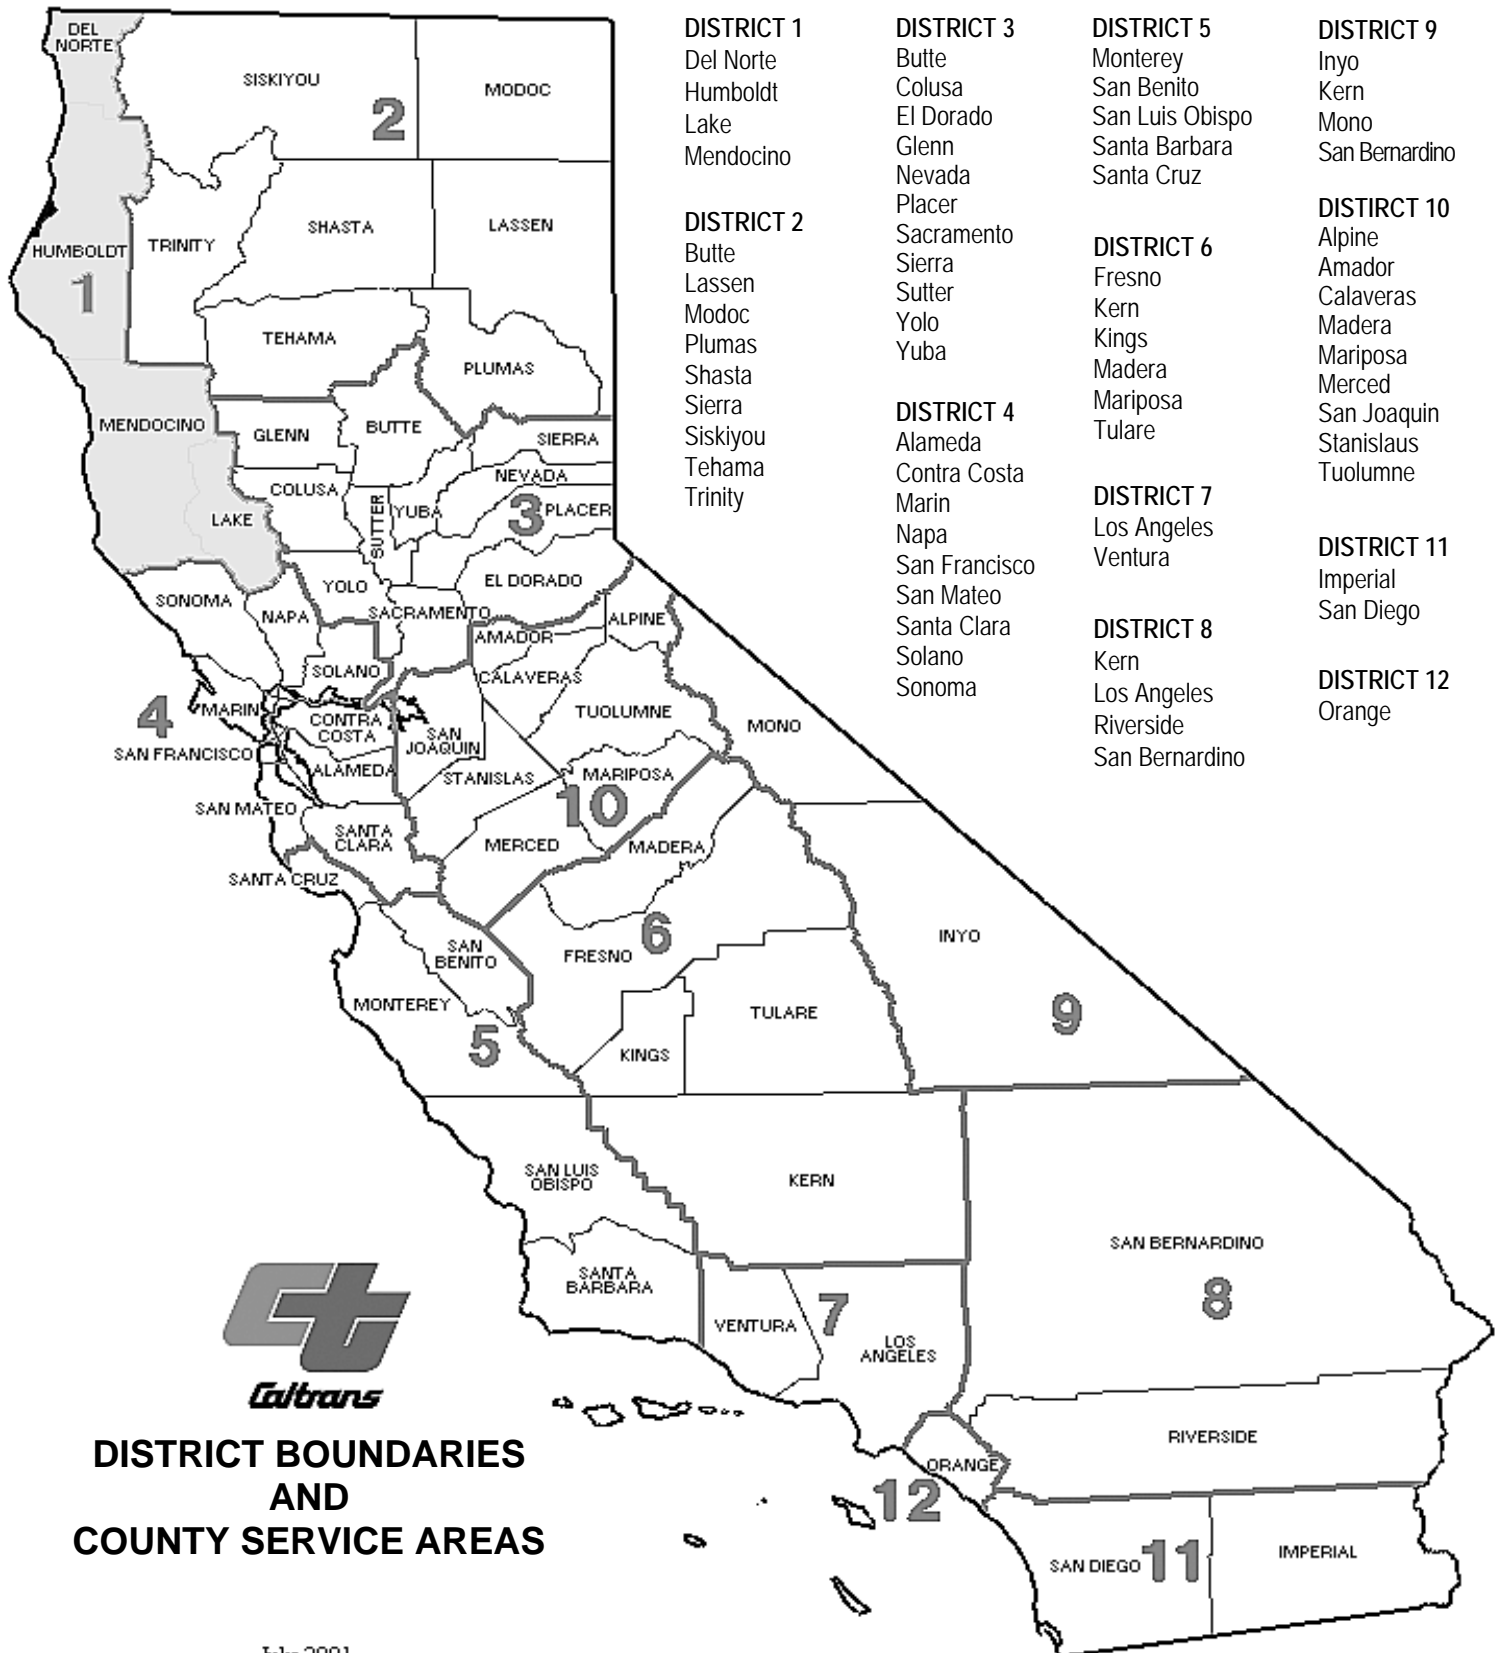 DISTRICT 1
Del Norte
Humboldt
Lake
Mendocino
DISTRICT 2
Butte
Lassen
Modoc
Plumas
Shasta
Sierra
Siskiyou
Tehama
Trinity
DISTRICT 3
Butte
Colusa
El Dorado
Glenn
Nevada
Placer
Sacramento
Sierra
Sutter
Yolo
Yuba
DISTRICT 4
Alameda
Contra Costa
Marin
Napa
San Francisco
San Mateo
Santa Clara
Solano
Sonoma
DISTRICT 5
Monterey
San Benito
San Luis Obispo
Santa Barbara
Santa Cruz
DISTRICT 6
Fresno
Kern
Kings
Madera
Mariposa
Tulare
DISTRICT 7
Los Angeles
Ventura
DISTRICT 8
Kern
Los Angeles
Riverside
San Bernardino
DISTRICT 9
Inyo
Kern
Mono
San Bernardino
DISTIRCT 10
Alpine
Amador
Calaveras
Madera
Mariposa
Merced
San Joaquin
Stanislaus
Tuolumne
DISTRICT 11
Imperial
San Diego
DISTRICT 12
Orange
DEL
NORTE
SISKIYOU
MODOC
2
HUMBOLDT
1
TRINITY
SHASTA
LASSEN
TEHAMA
PLUMAS
MENDOCINO
GLENN
BUTTE
SIERRA
NEVADA
COLUSA
LAKE
SUTTER
YUBA
3
PLACER
YOLO
EL DORADO
SONOMA
NAPA
SACRAMENTO
ALPINE
AMADOR
SOLANO
CALAVERAS
4
MARIN
CONTRA
COSTA
SAN
JOAQUIN
TUOLUMNE
MONO
SAN FRANCISCO
ALAMEDA
STANISLAS
MARIPOSA
10
SAN MATEO
SANTA
CLARA
MERCED
MADERA
SANTA CRUZ
6
SAN
BENITO
FRESNO
INYO
MONTEREY
TULARE
9
5
KINGS
SAN LUIS
OBISPO
KERN
SAN BERNARDINO
8
SANTA
BARBARA
VENTURA
7
LOS
ANGELES
RIVERSIDE
ORANGE
12
SAN DIEGO
11
IMPERIAL
ct
Caltrans
DISTRICT BOUNDARIES
AND
COUNTY SERVICE AREAS
July 2001